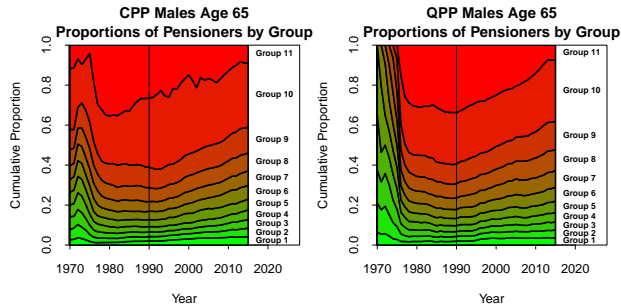 CPP Males Age 65
Proportions of Pensioners by Group
Cumulative Proportion
1.0
0.8
0.6
0.4
0.2
0.0
Group 11
Group 10
Group 9
Group 8
Group 7
Group 6
Group 5
Group 4
Group 3
Group 2
Group 1
1970 1980 1990 2000 2010 2020
Year
QPP Males Age 65
Proportions of Pensioners by Group
Cumulative Proportion
1.0
0.8
0.6
0.4
0.2
0.0
Group 11
Group 10
Group 9
Group 8
Group 7
Group 6
Group 5
Group 4
Group 3
Group 2
Group 1
1970 1980 1990 2000 2010 2020
Year